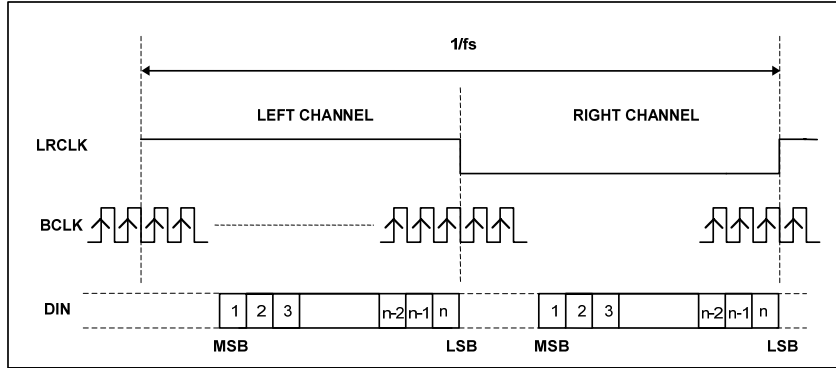 1/fs
LEFT CHANNEL RIGHT CHANNEL
LRCLK
BCLK
DIN 1 2 3 n-2 n-1 n 1 2 3 n-2 n-1 n
MSB LSB MSB LSB